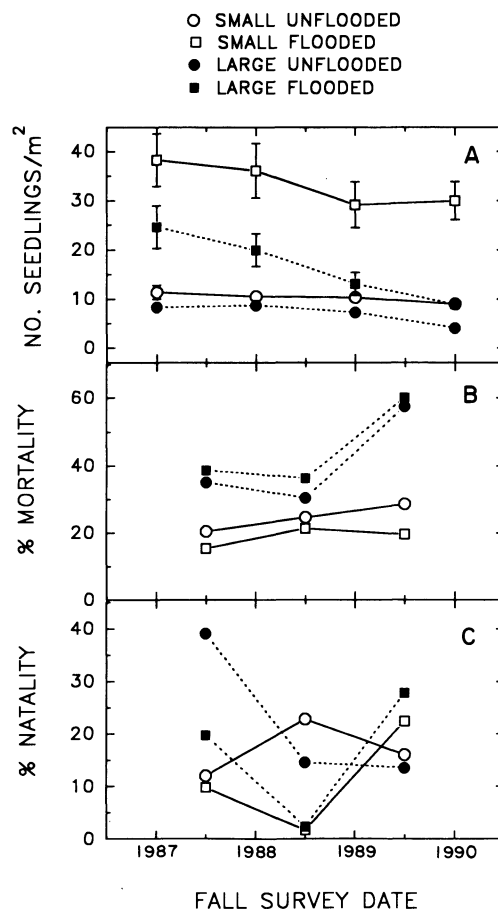 SMALL UNFLOODED
SMALL FLOODED
LARGE UNFLOODED
LARGE FLOODED
A
NO. SEEDLINGS/m²
40
30
20
10
0
B
% MORTALITY
60
40
20
0
C
% NATALITY
40
30
20
10
0
1987 1988 1989 1990
FALL SURVEY DATE